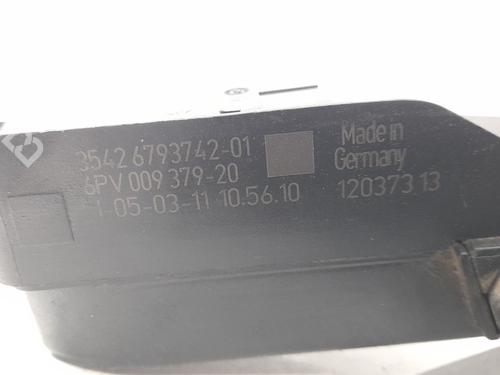 3542 6793742-01
6PV 009 379-20
1-05-03-11 10.56.10
Made in
Germany
120373 13